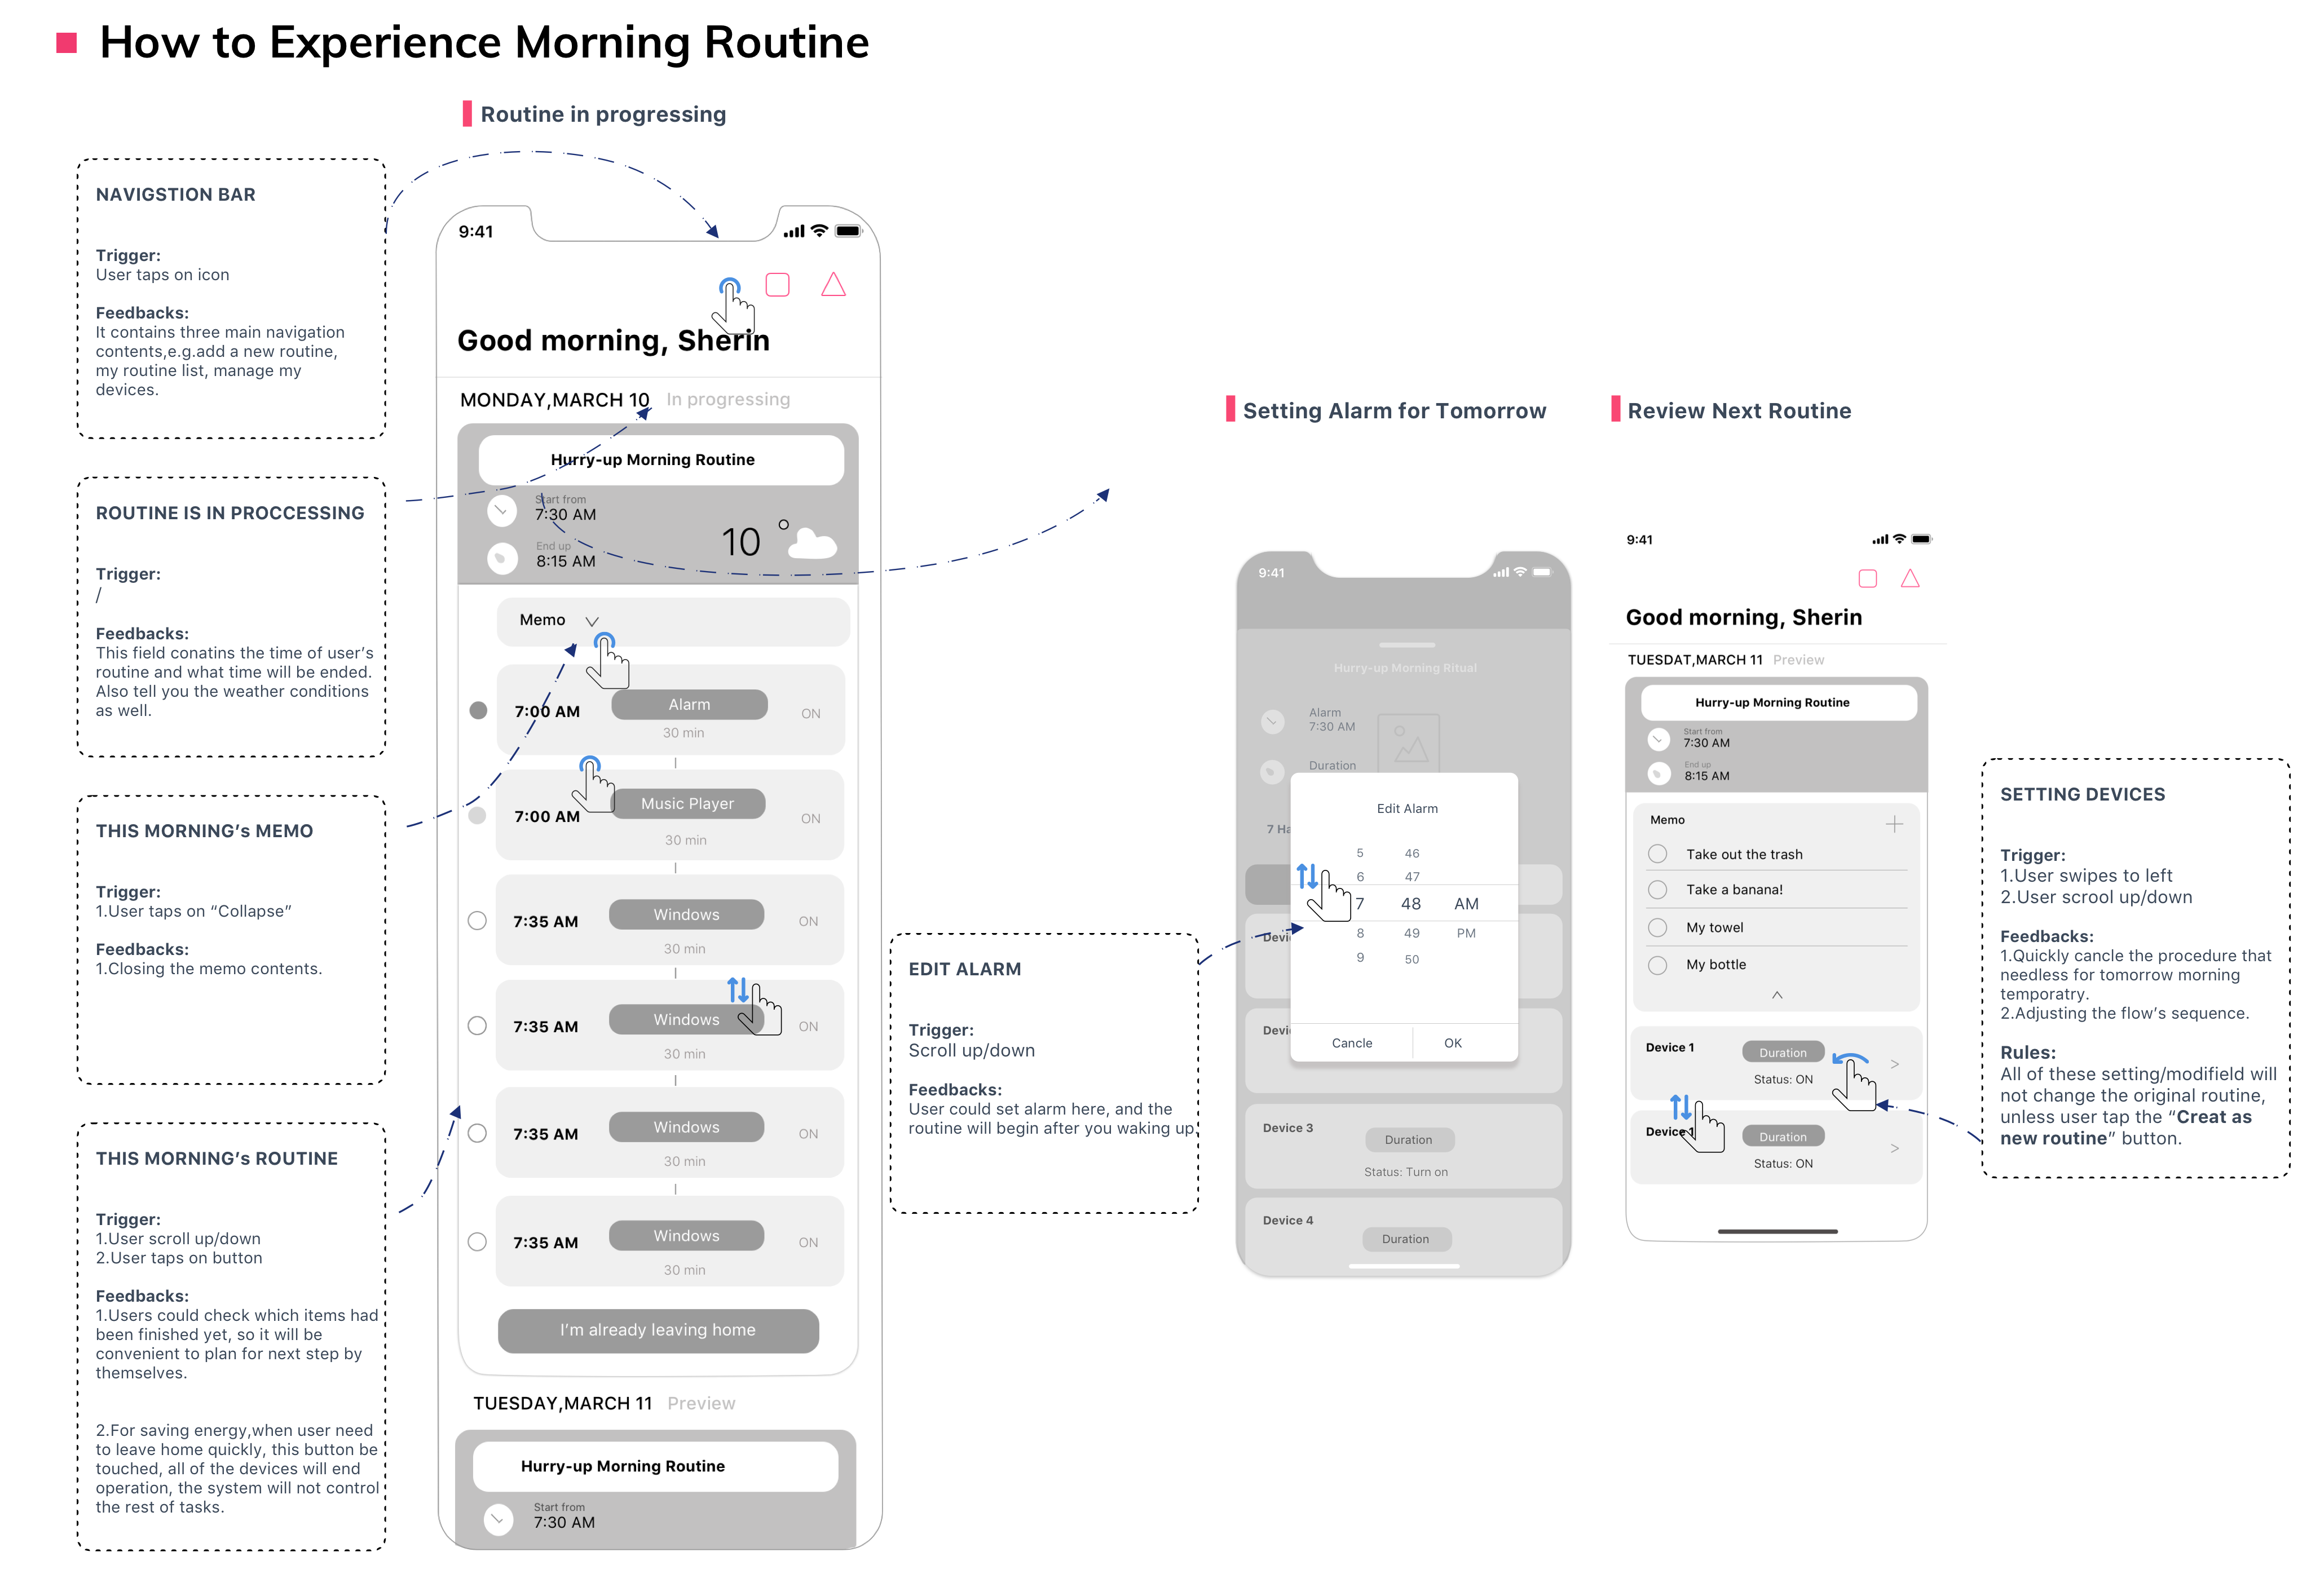 How to Experience Morning Routine
Routine in progressing
NAVIGSTION BAR
Trigger:
User taps on icon
Feedbacks:
It contains three main navigation
contents,e.g.add a new routine,
my routine list, manage my
devices.
ROUTINE IS IN PROCCESSING
Trigger:
/
Feedbacks:
This field conatins the time of user's
routine and what time will be ended.
Also tell you the weather conditions
as well.
THIS MORNING's MEMO
Trigger:
1.User taps on “Collapse”
Feedbacks:
1.Closing the memo contents.
THIS MORNING's ROUTINE
Trigger:
1.User scroll up/down
2.User taps on button
Feedbacks:
1.Users could check which items had
been finished yet, so it will be
convenient to plan for next step by
themselves.
2.For saving energy,when user need
to leave home quickly, this button be
touched, all of the devices will end
operation, the system will not control
the rest of tasks.
9:41
Good morning, Sherin
MONDAY,MARCH 10 In progressing
Hurry-up Morning Routine
Start from
7:30 AM
End up
8:15 AM
10°
Memo
7:00 AM Alarm ON
30 min
7:00 AM Music Player ON
30 min
7:35 AM Windows ON
30 min
7:35 AM Windows ON
30 min
7:35 AM Windows ON
30 min
7:35 AM Windows ON
30 min
I'm already leaving home
TUESDAY,MARCH 11 Preview
Hurry-up Morning Routine
Start from
7:30 AM
EDIT ALARM
Trigger:
Scroll up/down
Feedbacks:
User could set alarm here, and the
routine will begin after you waking up.
Setting Alarm for Tomorrow
9:41
Hurry-up Morning Ritual
Alarm
7:30 AM
Duration
7 Ha
Edit Alarm
5 46
6 47
7 48 AM
8 49 PM
9 50
Cancle OK
Devic
Devic
Device 3
Duration
Status: Turn on
Device 4
Duration
Review Next Routine
9:41
Good morning, Sherin
TUESDAT,MARCH 11 Preview
Hurry-up Morning Routine
Start from
7:30 AM
End up
8:15 AM
Memo
Take out the trash
Take a banana!
My towel
My bottle
Device 1 Duration >
Status: ON
Device 1 Duration >
Status: ON
SETTING DEVICES
Trigger:
1.User swipes to left
2.User scrool up/down
Feedbacks:
1.Quickly cancle the procedure that
needless for tomorrow morning
temporatry.
2.Adjusting the flow's sequence.
Rules:
All of these setting/modifield will
not change the original routine,
unless user tap the “Creat as
new routine” button.